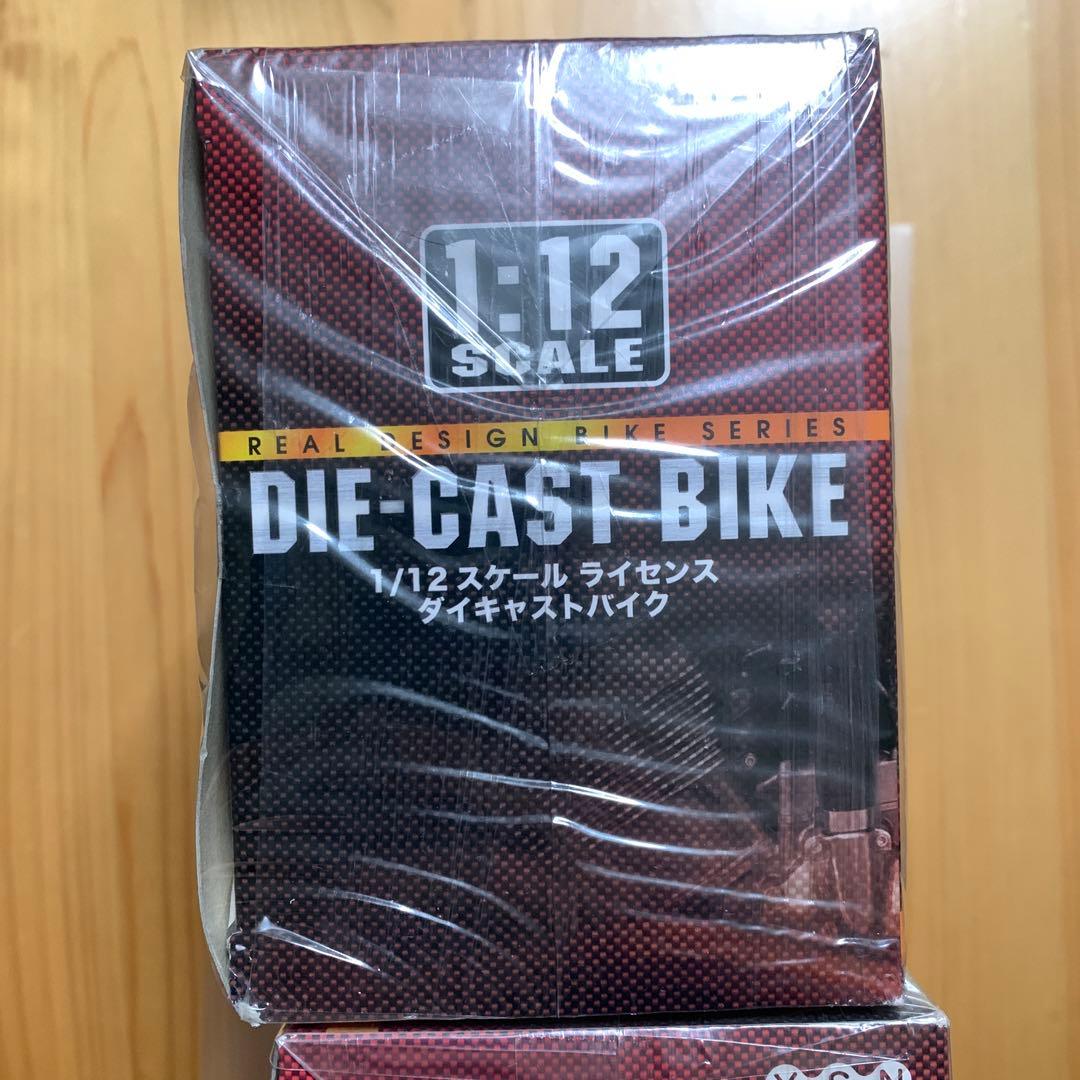 1:12
SCALE
REAL DESIGN BIKE SERIES
DIE-CAST BIKE
1/12 スケール ライセンス
ダイキャストバイク